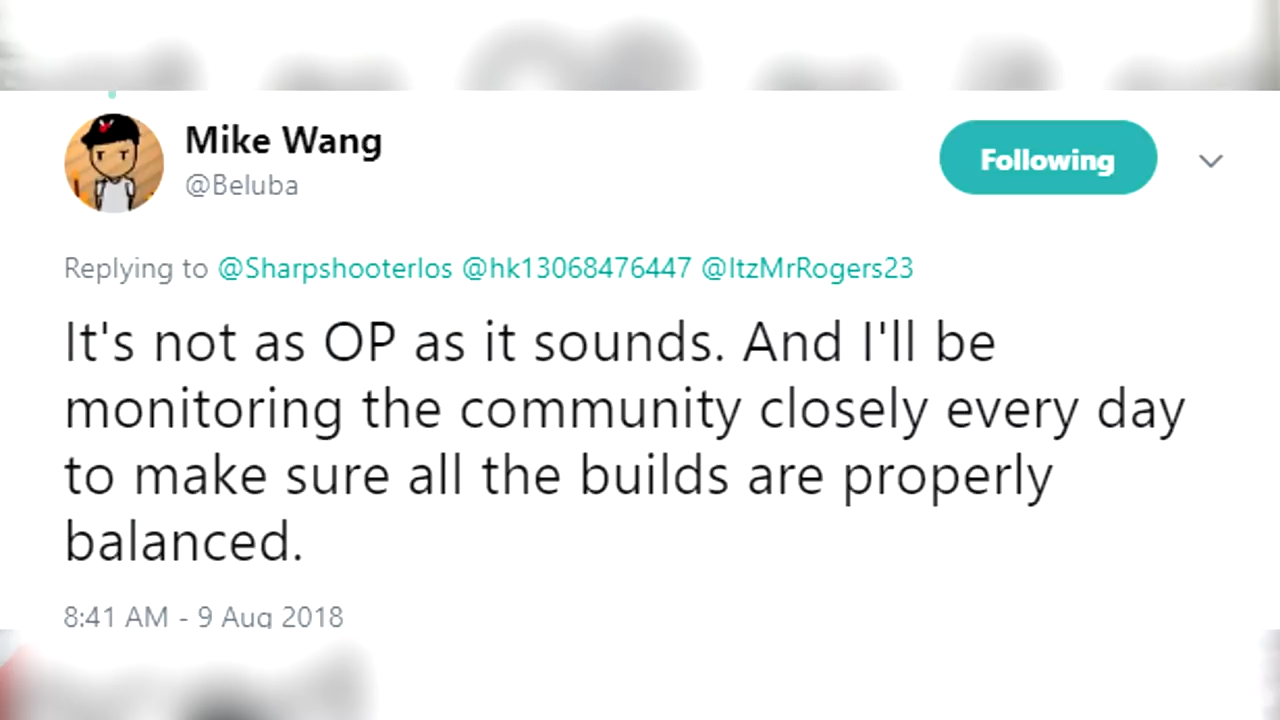 Mike Wang
@Beluba
Following
Replying to @Sharpshooterlos @hk13068476447 @ItzMrRogers23
It's not as OP as it sounds. And I'll be
monitoring the community closely every day
to make sure all the builds are properly
balanced.
8:41 AM - 9 Aug 2018